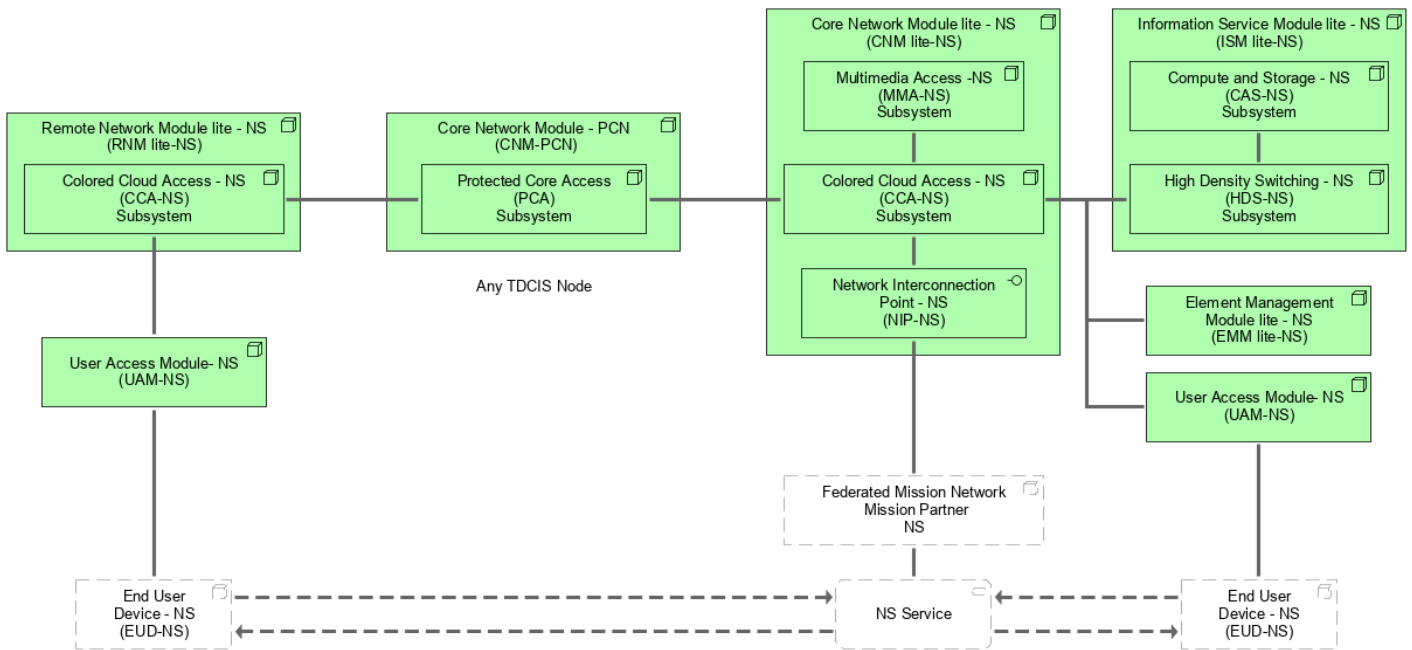 Core Network Module lite - NS
(CNM lite-NS)
Information Service Module lite - NS
(ISM lite-NS)
Multimedia Access -NS
(MMA-NS)
Subsystem
Compute and Storage - NS
(CAS-NS)
Subsystem
Remote Network Module lite - NS
(RNM lite-NS)
Core Network Module - PCN
(CNM-PCN)
Colored Cloud Access - NS
(CCA-NS)
Subsystem
Protected Core Access
(PCA)
Subsystem
Colored Cloud Access - NS
(CCA-NS)
Subsystem
High Density Switching - NS
(HDS-NS)
Subsystem
Any TDCIS Node
Network Interconnection
Point - NS
(NIP-NS)
Element Management
Module lite - NS
(EMM lite-NS)
User Access Module- NS
(UAM-NS)
User Access Module- NS
(UAM-NS)
Federated Mission Network
Mission Partner
NS
End User
Device - NS
(EUD-NS)
NS Service
End User
Device - NS
(EUD-NS)